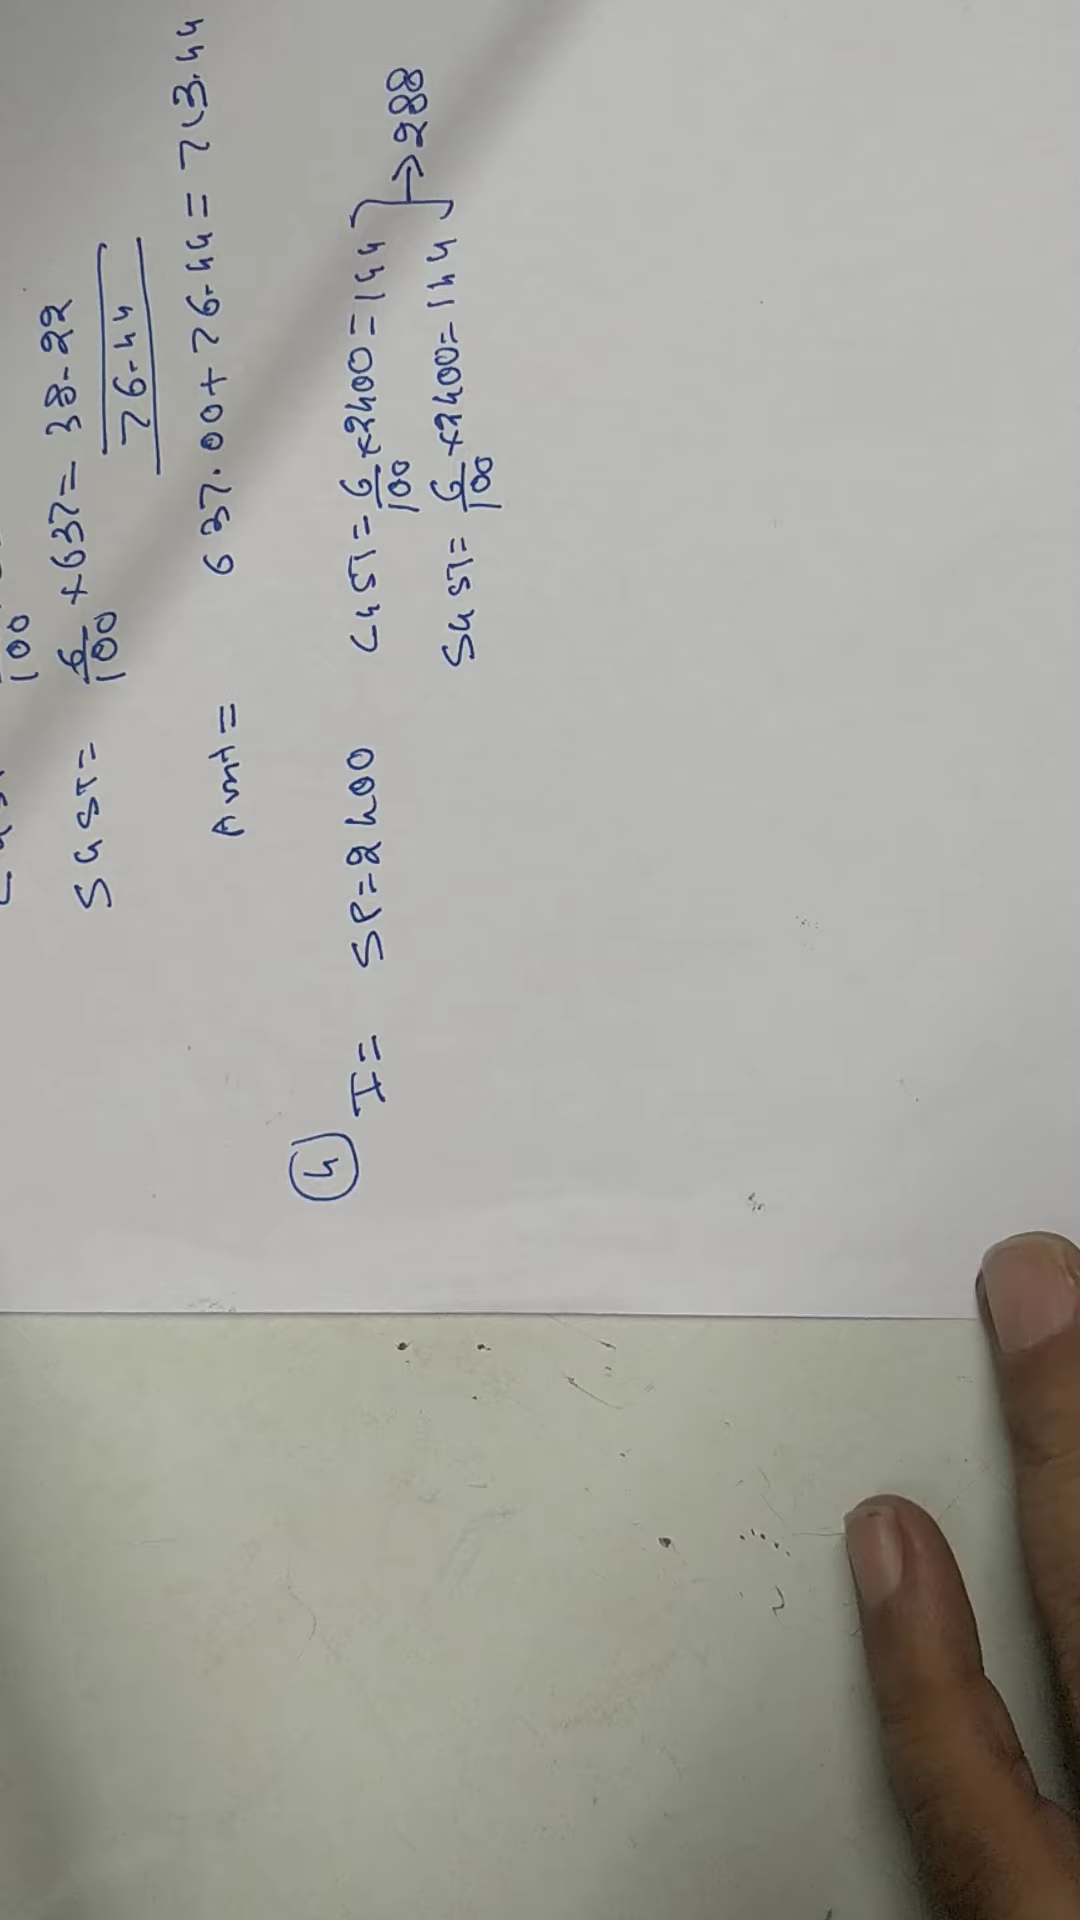 100
SGST = 6/100 × 637 = 38-22
76-44
Amt = 637.00 + 76-44 = 713.44
(4) I = SP = 2400 CGST = 6/100 × 2400 = 144
SGST = 6/100 × 2400 = 144 → 288